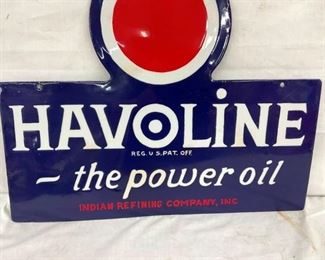 HAVOLINE
REG. U.S. PAT. OFF.
~ the power oil
INDIAN REFINING COMPANY, INC